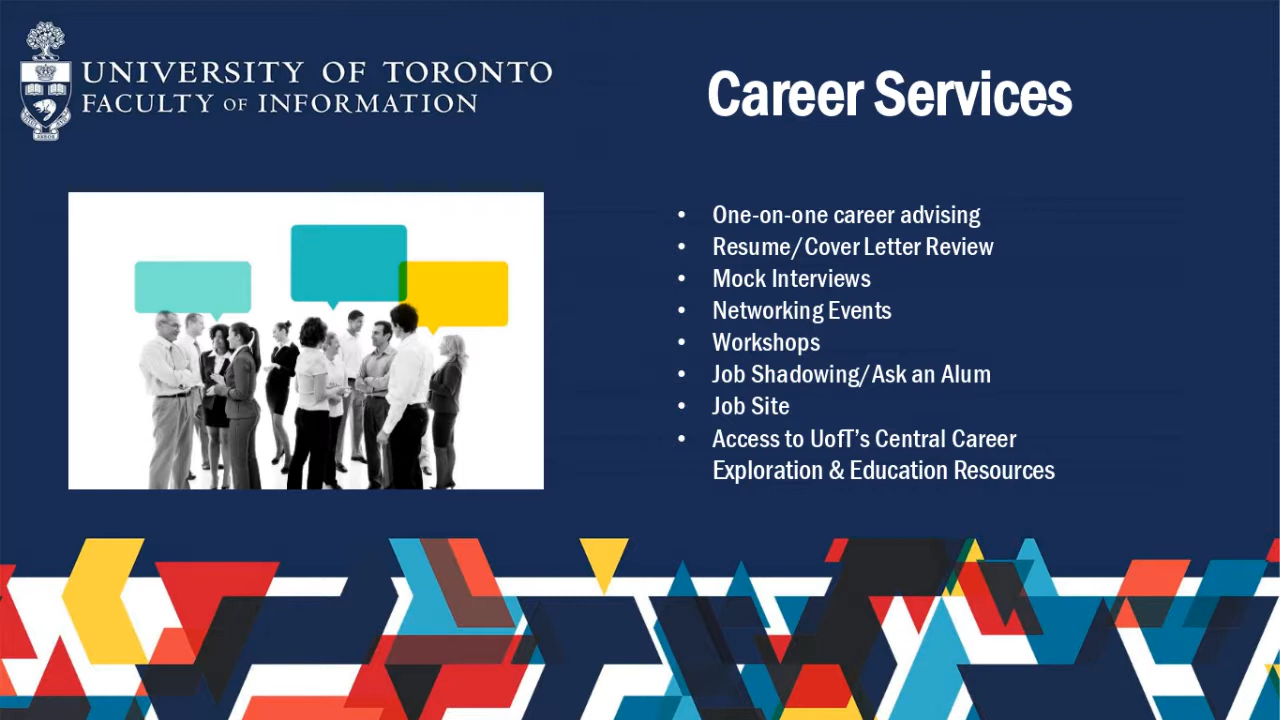 UNIVERSITY OF TORONTO
FACULTY OF INFORMATION
Career Services
• One-on-one career advising
• Resume/Cover Letter Review
• Mock Interviews
• Networking Events
• Workshops
• Job Shadowing/Ask an Alum
• Job Site
• Access to UofT’s Central Career
Exploration & Education Resources